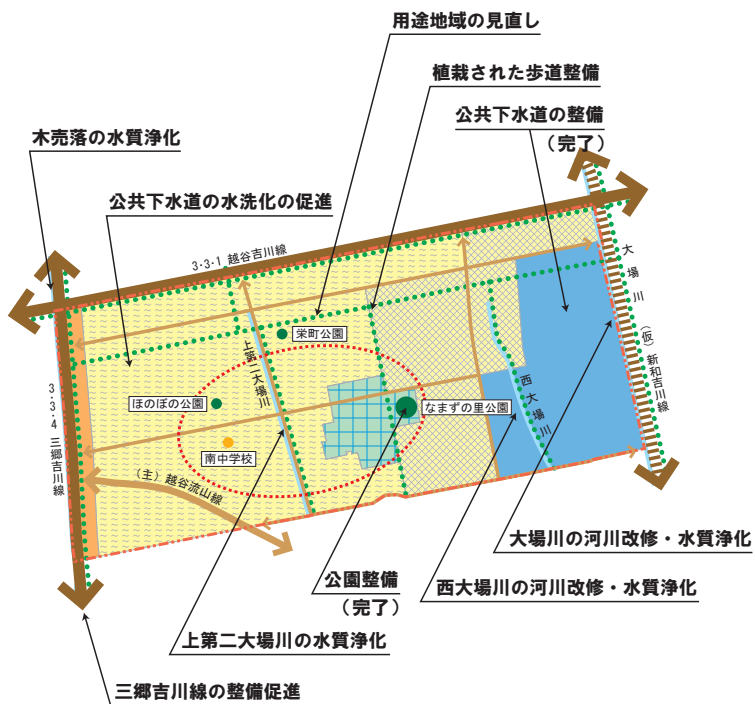 用途地域の見直し
植栽された歩道整備
公共下水道の整備
（完了）
木売落の水質浄化
公共下水道の水洗化の促進
3・3・1 越谷吉川線
大場川
（仮）新和吉川線
栄町公園
上第二大場川
ほのぼの公園
なまずの里公園
西大場川
南中学校
3・3・4 三郷吉川線
（主）越谷流山線
大場川の河川改修・水質浄化
公園整備
（完了）
西大場川の河川改修・水質浄化
上第二大場川の水質浄化
三郷吉川線の整備促進